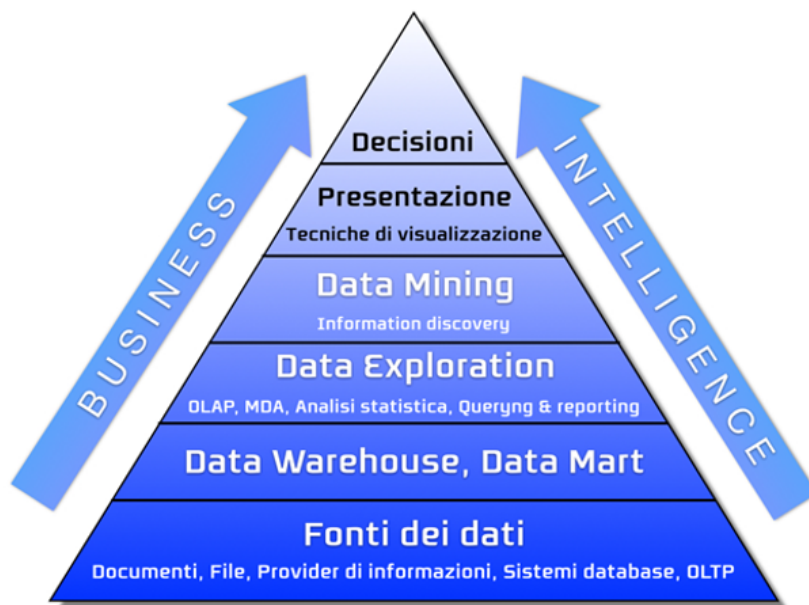 Decisioni
Presentazione
Tecniche di visualizzazione
Data Mining
Information discovery
Data Exploration
OLAP, MDA, Analisi statistica, Queryng & reporting
Data Warehouse, Data Mart
Fonti dei dati
Documenti, File, Provider di informazioni, Sistemi database, OLTP
BUSINESS
INTELLIGENCE